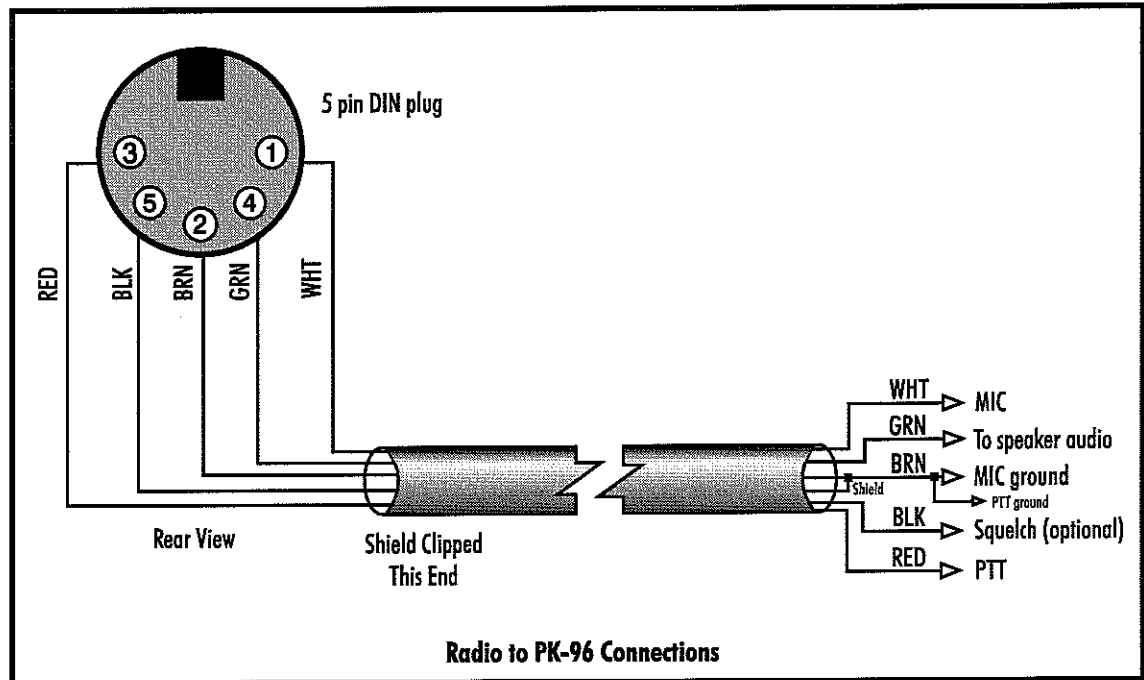 5 pin DIN plug
3
1
5
4
2
RED
BLK
BRN
GRN
WHT
WHT
MIC
GRN
To speaker audio
BRN
MIC ground
Shield
PTT ground
BLK
Squelch (optional)
RED
PTT
Rear View
Shield Clipped
This End
Radio to PK-96 Connections